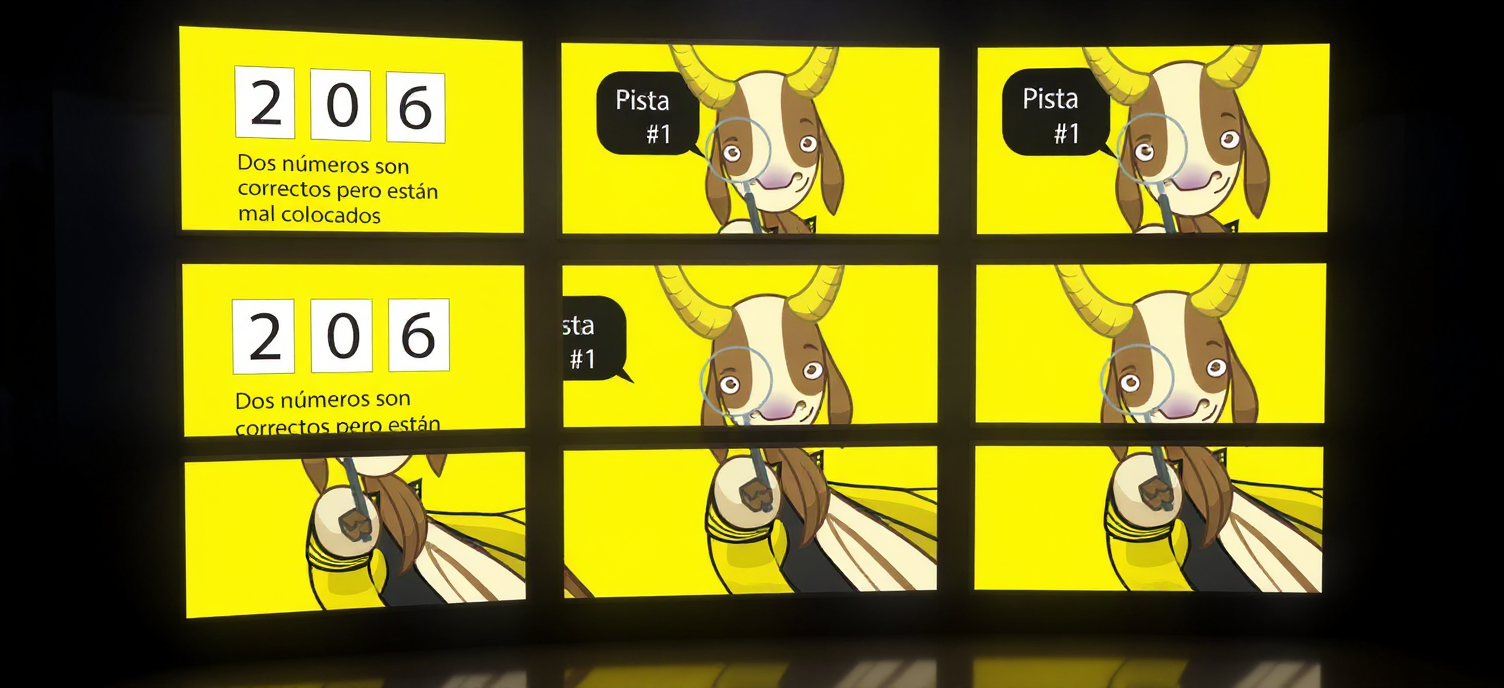 2 0 6
Dos números son
correctos pero están
mal colocados
Pista
#1
Pista
#1
2 0 6
Dos números son
correctos pero están
sta
#1